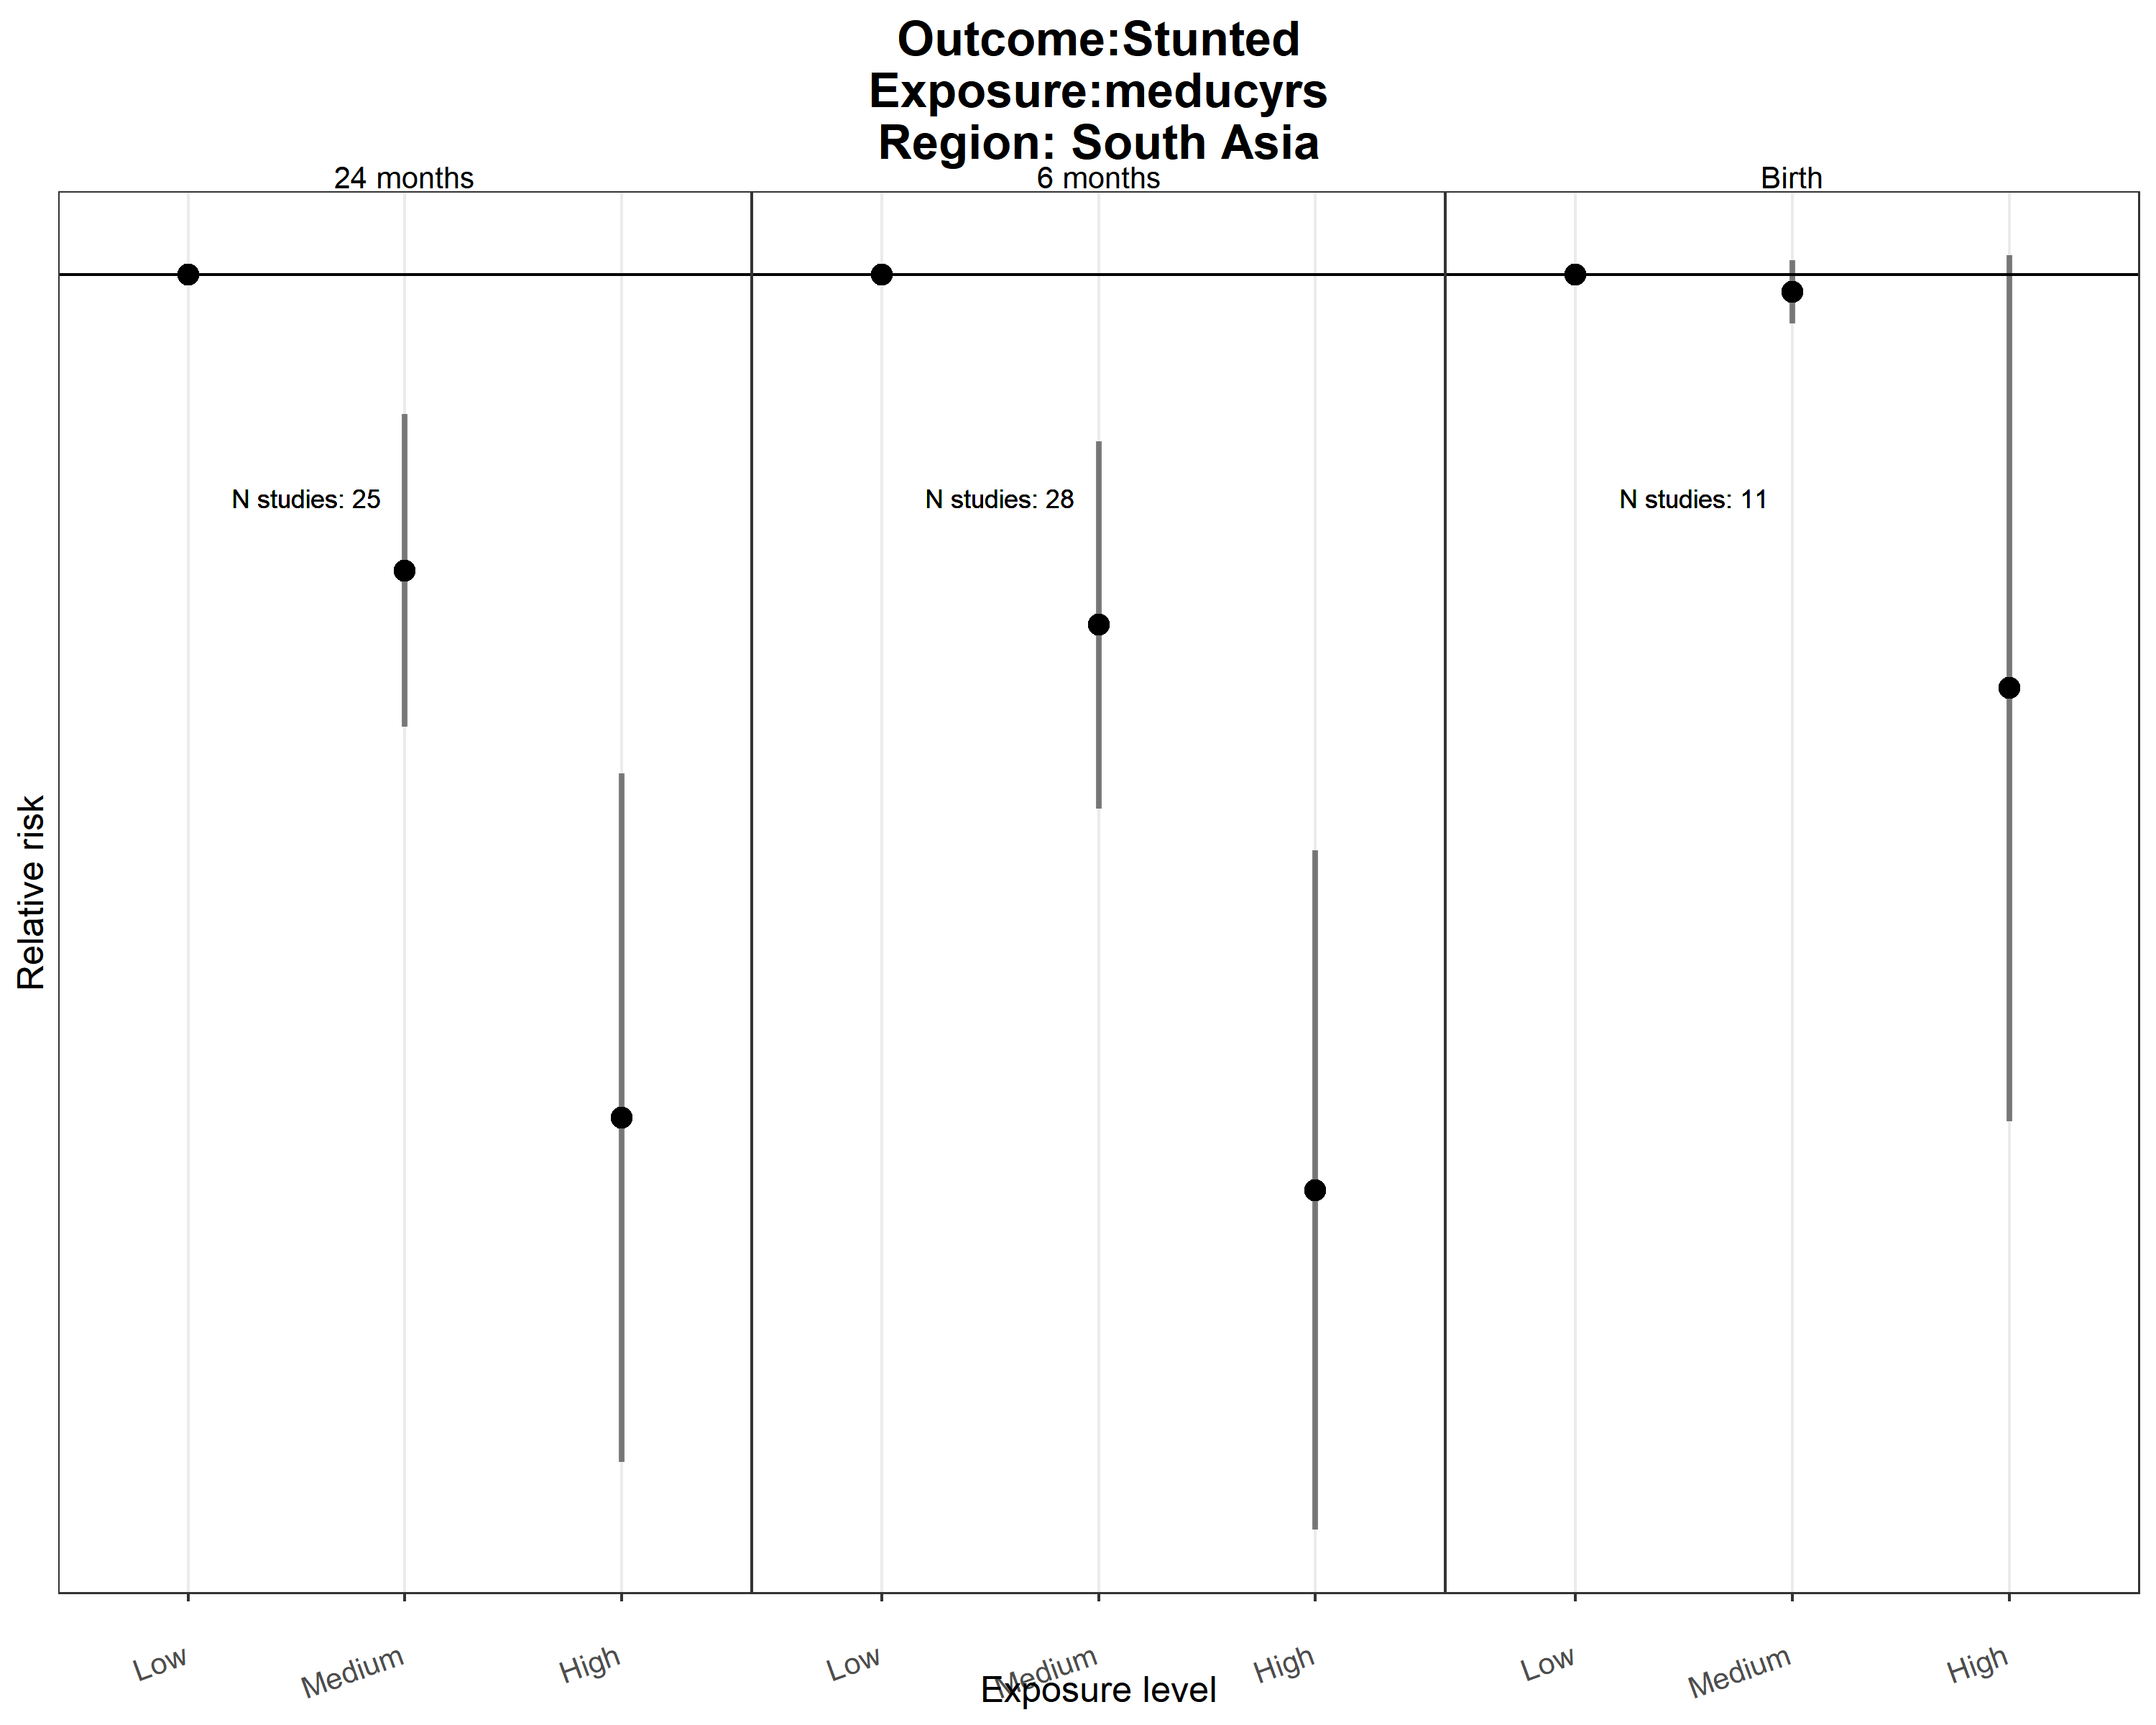 Outcome:Stunted
Exposure:meducyrs
Region: South Asia
24 months
6 months
Birth
N studies: 25
N studies: 28
N studies: 11
Relative risk
Low
Medium
High
Low
Medium
High
Low
Medium
High
Exposure level